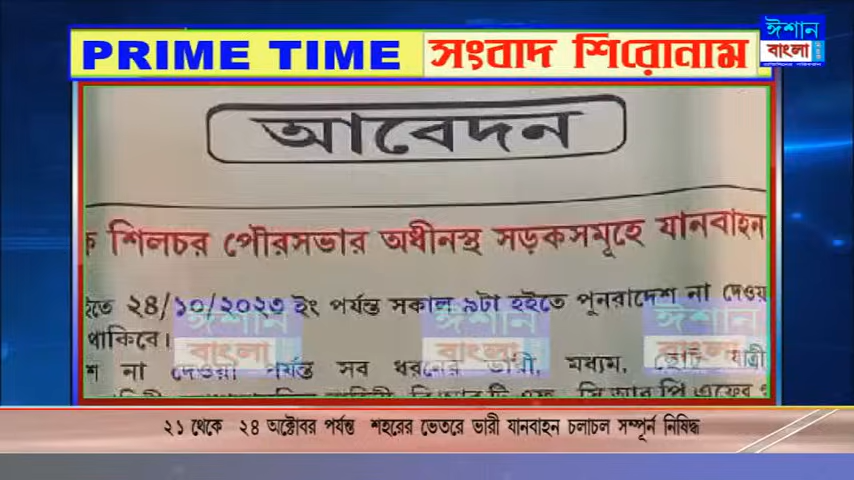 PRIME TIME
সংবাদ শিরোনাম
ঈশান
বাংলা
আবেদন
শিলচর পৌরসভার অধীনস্থ সড়কসমূহে যানবাহন
ইতে ২৪/১০/২০২৩ ইং পর্যন্ত সকাল ৯টা হইতে পুনরাদেশ না দেওয়া
থাকিবে।
শ না দেওয়া পর্যন্ত সব ধরনের ভারী, মধ্যম, ছোট যাত্রী
ঈশান
বাংলা
ঈশান
বাংলা
ঈশান
বাংলা
২১ থেকে ২৪ অক্টোবর পর্যন্ত শহরের ভেতরে ভারী যানবাহন চলাচল সম্পূর্ন নিষিদ্ধ